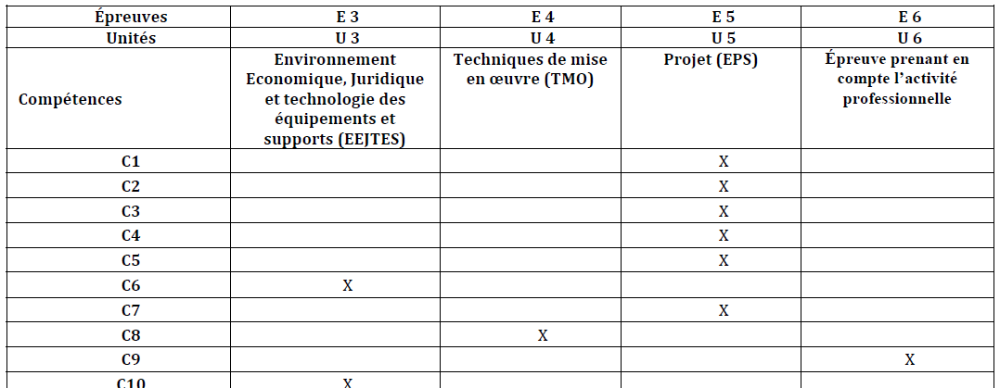 Épreuves E 3 E 4 E 5 E 6
Unités U 3 U 4 U 5 U 6
Compétences
Environnement
Economique, Juridique
et technologie des
équipements et
supports (EEJTES)
Techniques de mise
en œuvre (TMO)
Projet (EPS)
Épreuve prenant en
compte l’activité
professionnelle
C1 X
C2 X
C3 X
C4 X
C5 X
C6 X
C7 X
C8 X
C9 X
C10 X